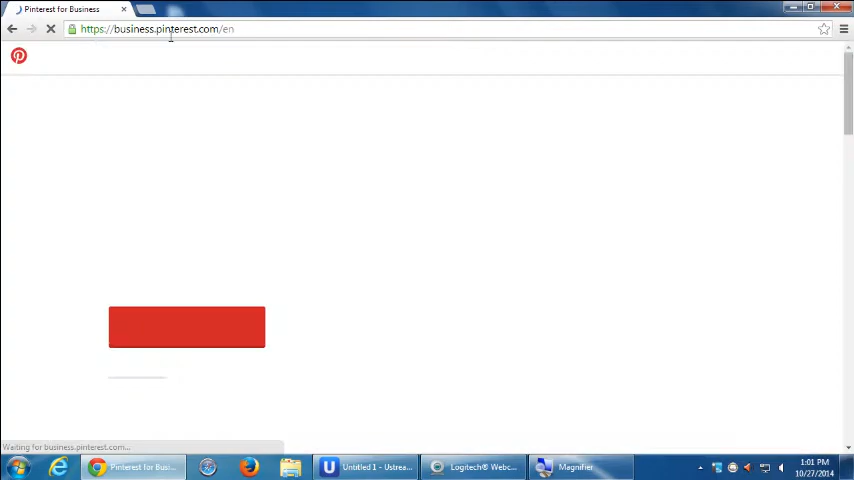 Pinterest for Business
https://business.pinterest.com/en
Waiting for business.pinterest.com...
Pinterest for Busi...
Untitled 1 - Ustrea...
Logitech® Webc...
Magnifier
1:01 PM
10/27/2014